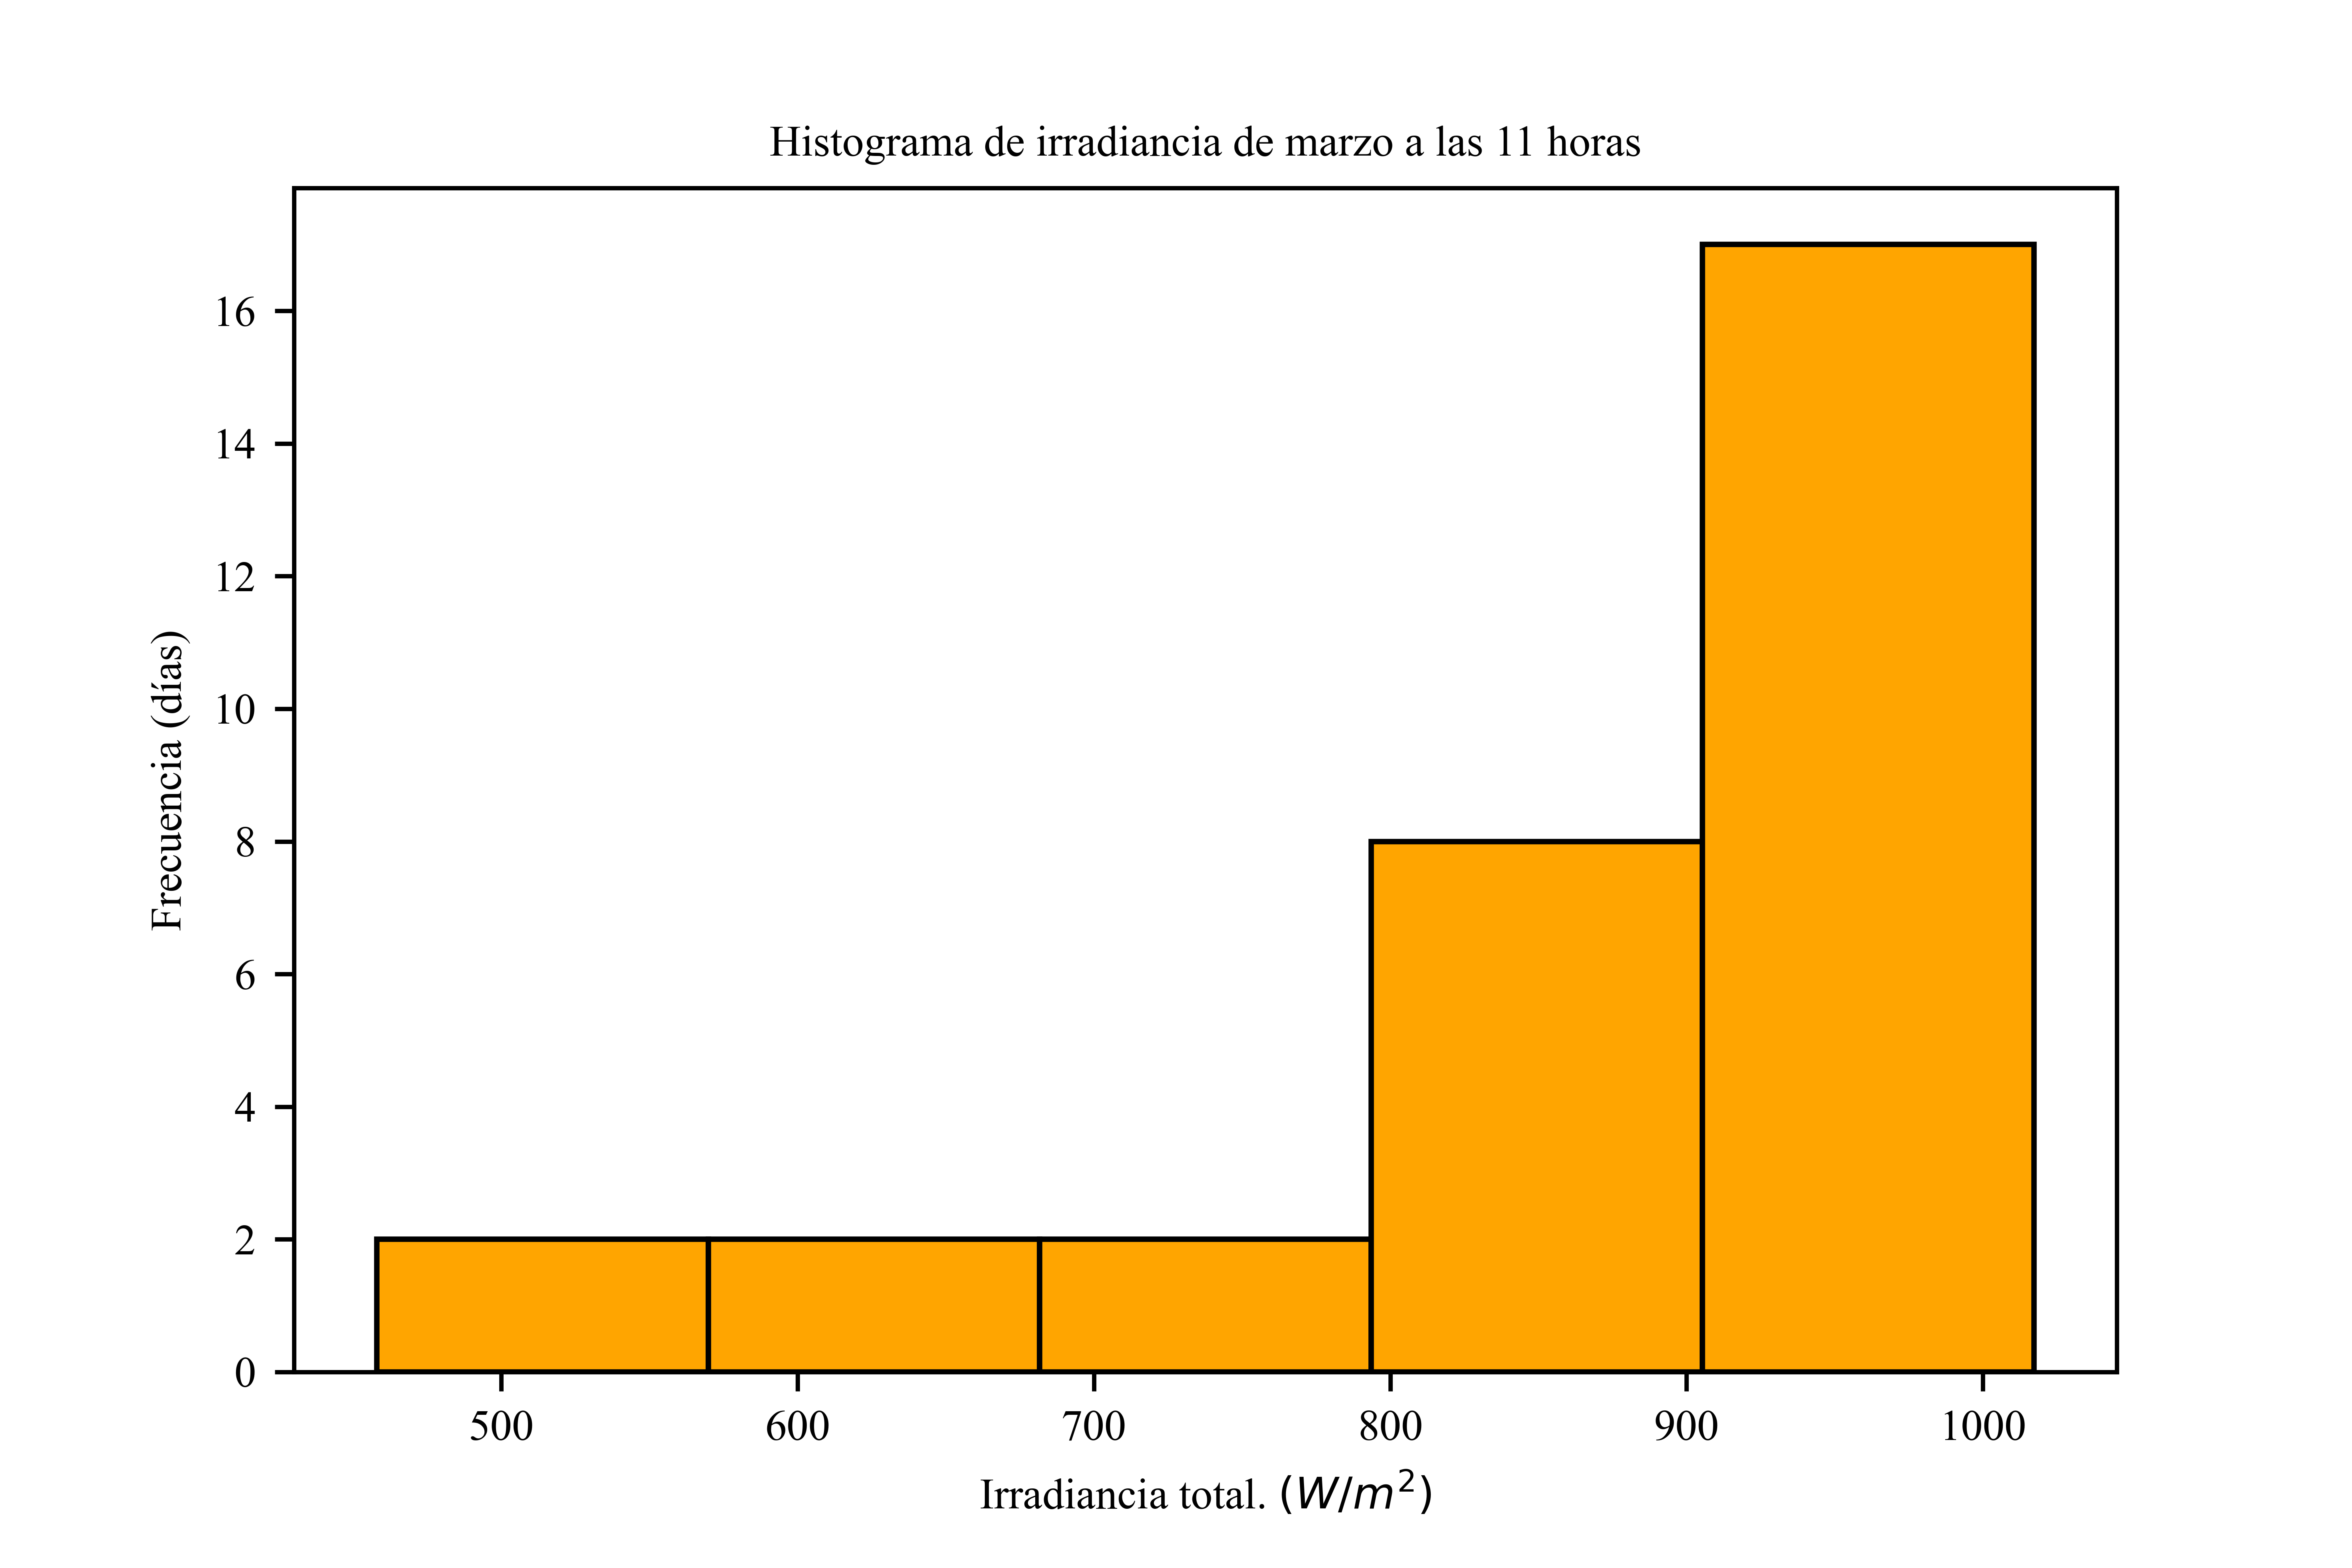 Histograma de irradiancia de marzo a las 11 horas
Frecuencia (días)
16
14
12
10
8
6
4
2
0
500 600 700 800 900 1000
Irradiancia total. (W/m²)